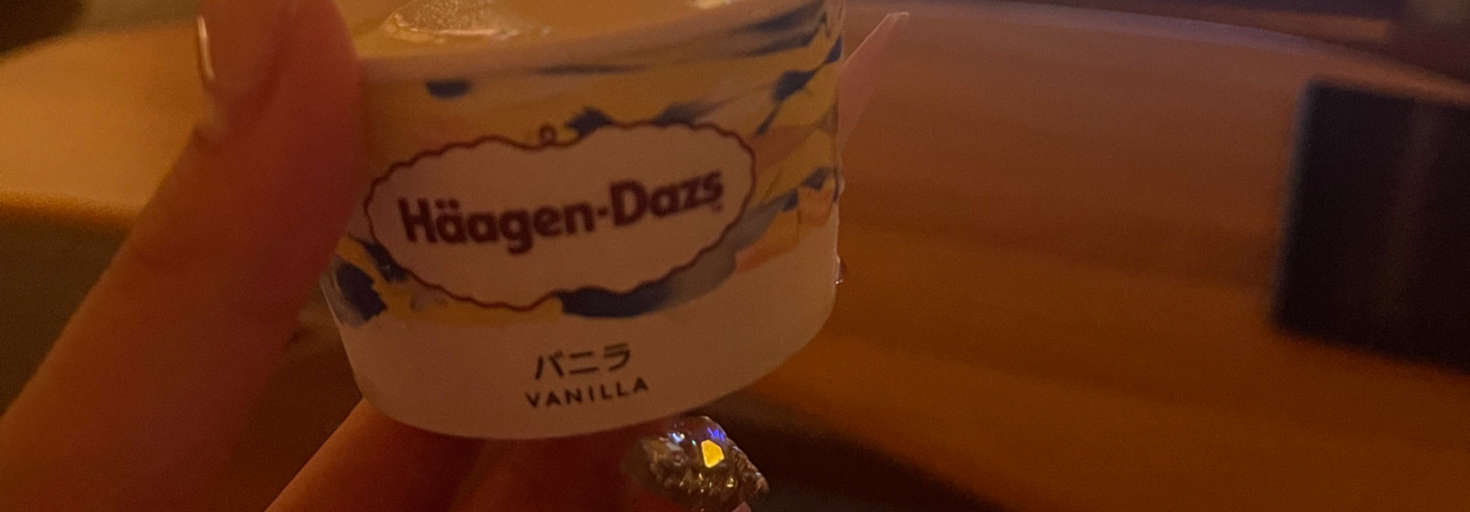 Häagen-Dazs
バニラ
VANILLA